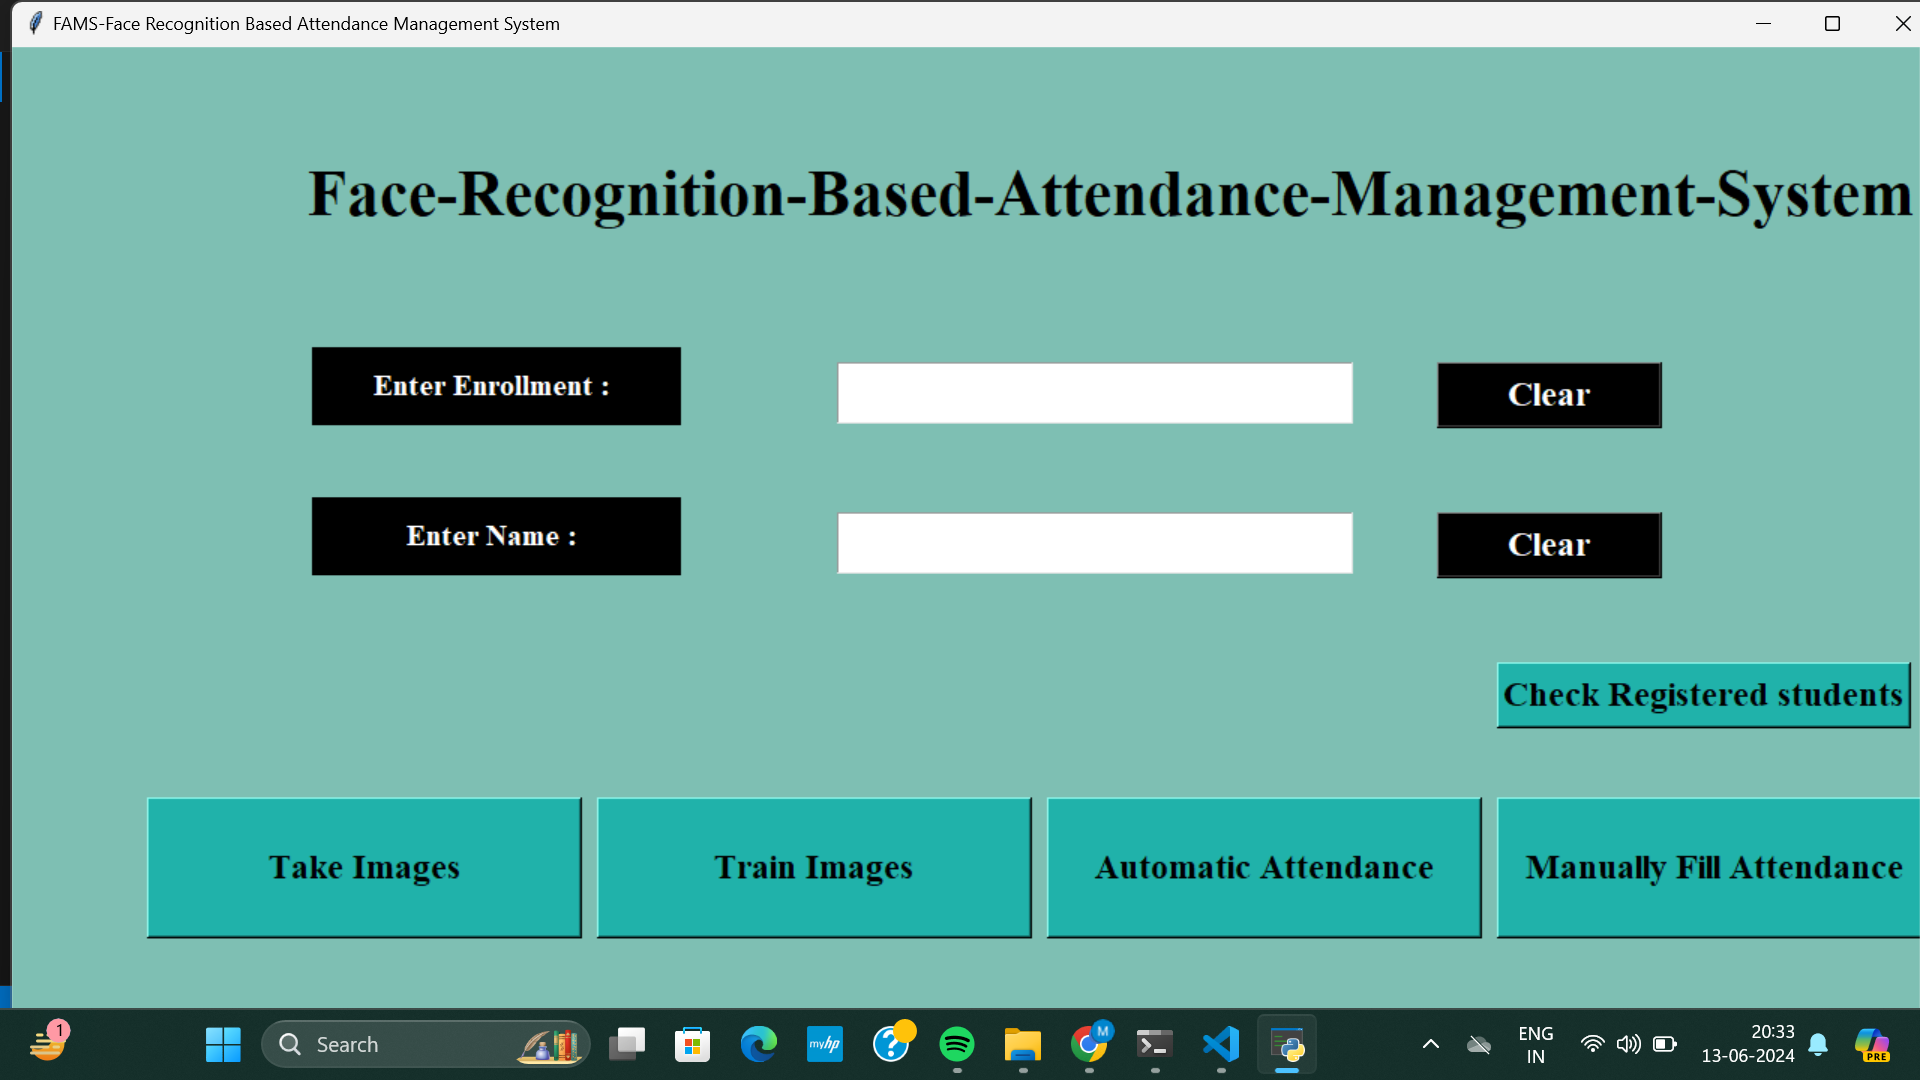 FAMS-Face Recognition Based Attendance Management System
Face-Recognition-Based-Attendance-Management-System
Enter Enrollment :
Clear
Enter Name :
Clear
Check Registered students
Take Images
Train Images
Automatic Attendance
Manually Fill Attendance
1
Search
myhp
M
ENG
IN
20:33
13-06-2024
PRE